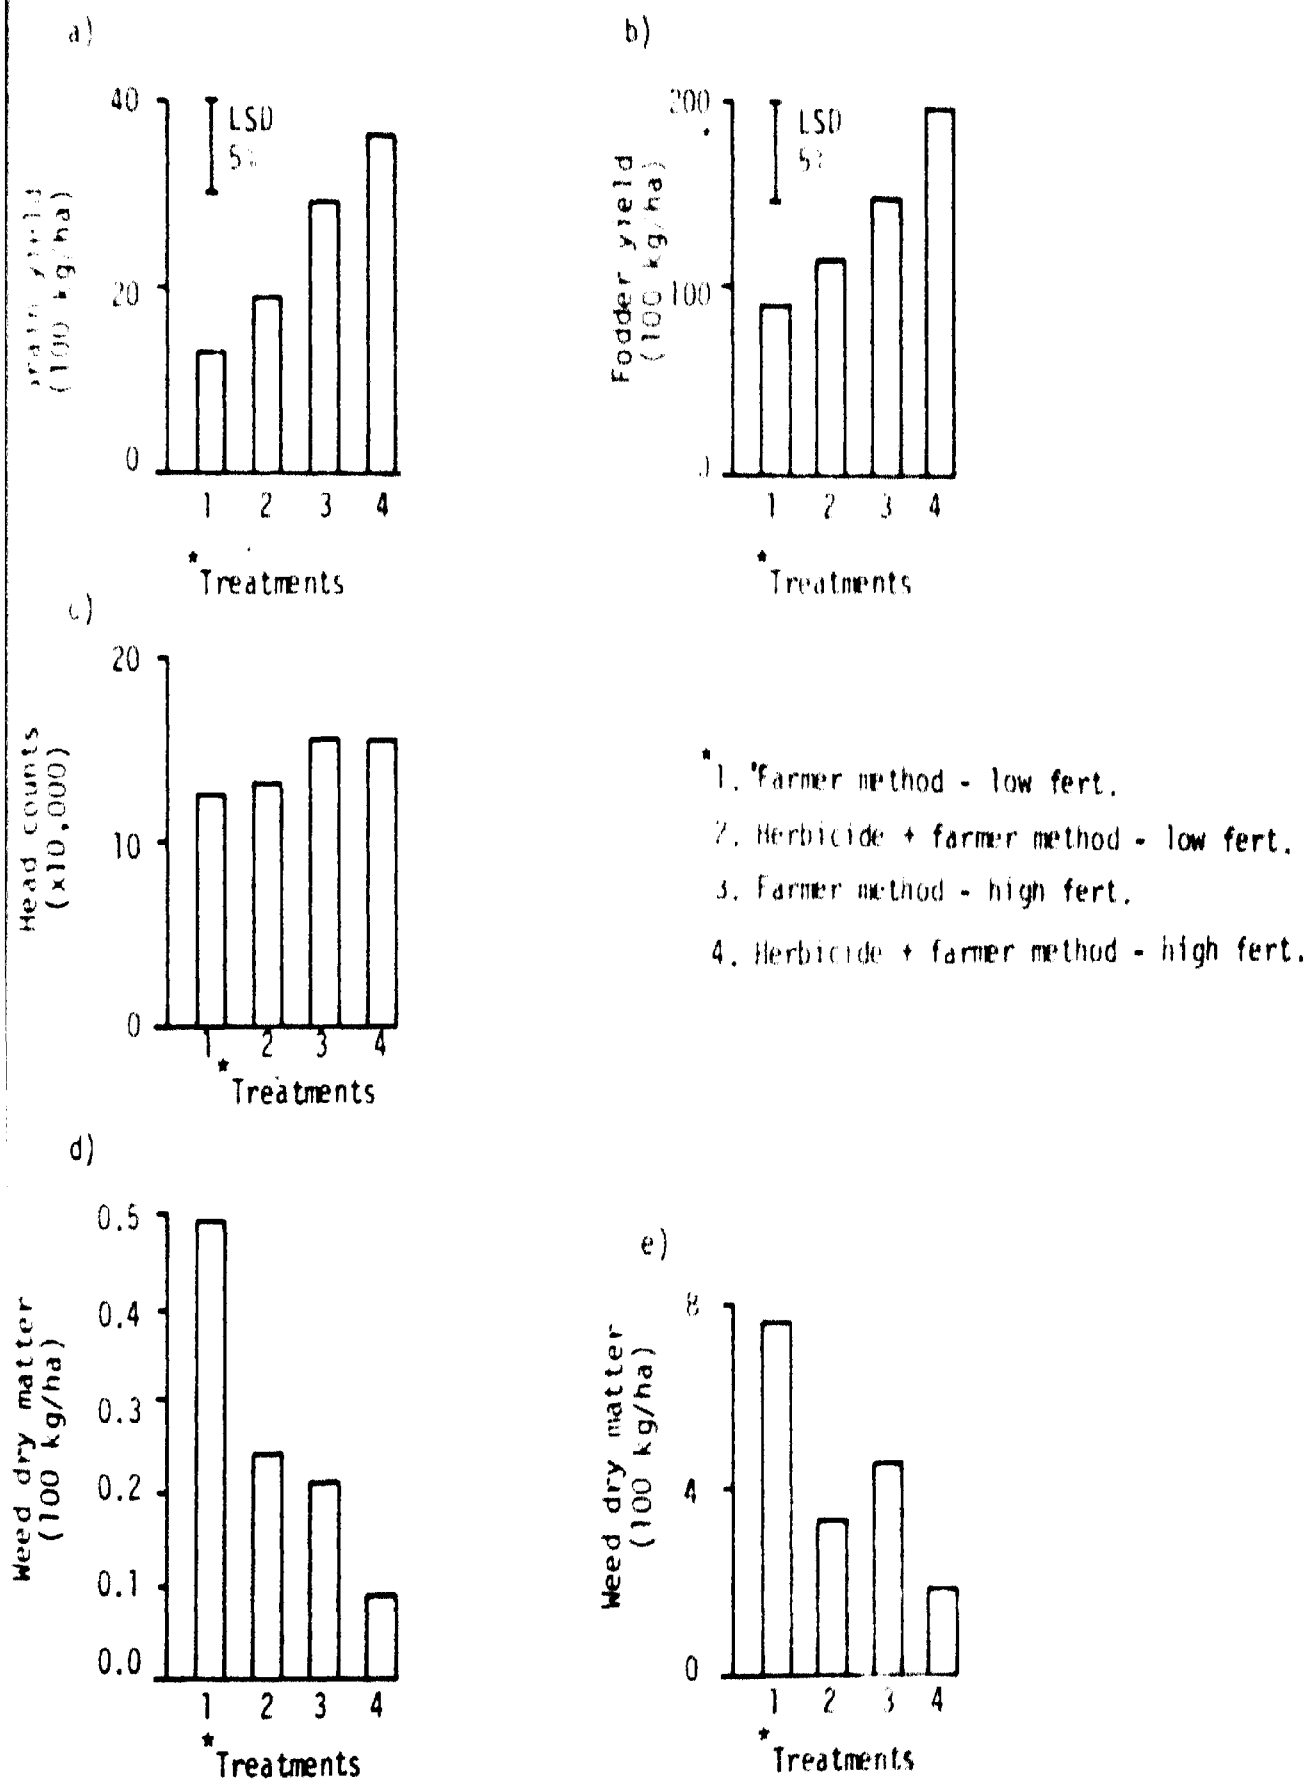 a)
40
20
0
LSD
5%
yield
(100 kg/ha)
1 2 3 4
*Treatments
b)
200
100
LSD
5%
Fodder yield
(100 kg/ha)
1 2 3 4
*Treatments
c)
20
10
0
Head counts
(x10,000)
1 2 3 4
*Treatments
*1. Farmer method - low fert.
2. Herbicide + farmer method - low fert.
3. Farmer method - high fert.
4. Herbicide + farmer method - high fert.
d)
0.5
0.4
0.3
0.2
0.1
0.0
Weed dry matter
(100 kg/ha)
1 2 3 4
*Treatments
e)
8
4
0
Weed dry matter
(100 kg/ha)
1 2 3 4
*Treatments